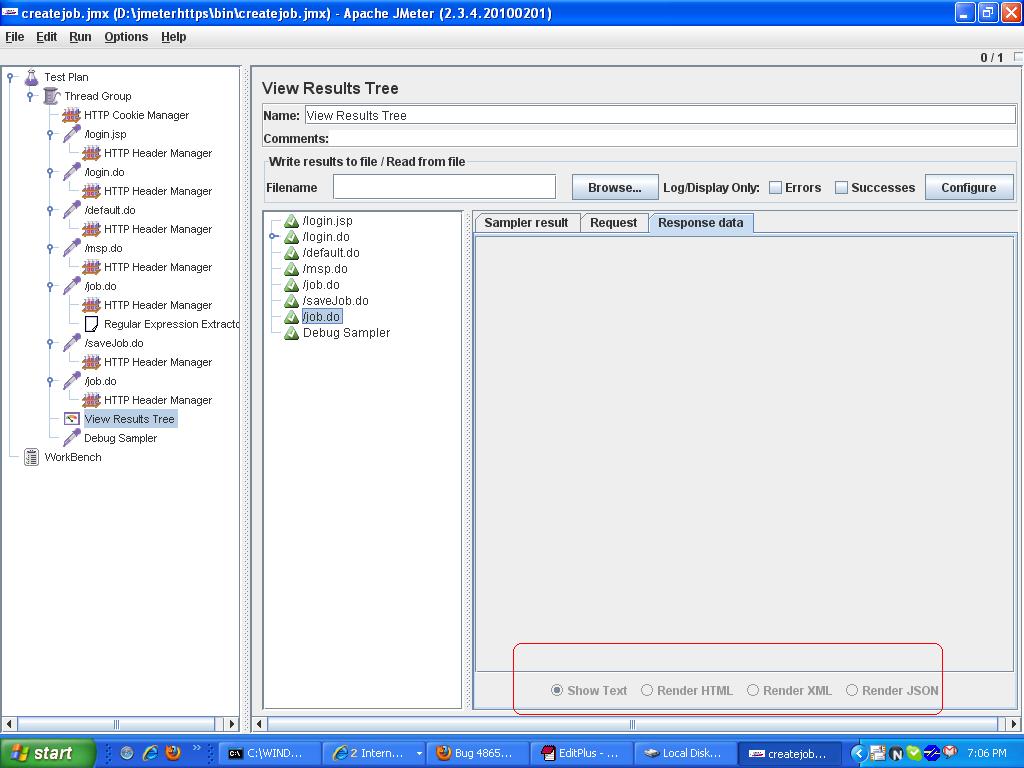 createjob.jmx (D:\jmeterhttps\bin\createjob.jmx) - Apache JMeter (2.3.4.20100201)
File Edit Run Options Help
0 / 1
Test Plan
Thread Group
HTTP Cookie Manager
/login.jsp
HTTP Header Manager
/login.do
HTTP Header Manager
/default.do
HTTP Header Manager
/msp.do
HTTP Header Manager
/job.do
HTTP Header Manager
Regular Expression Extracto
/saveJob.do
HTTP Header Manager
/job.do
HTTP Header Manager
View Results Tree
Debug Sampler
WorkBench
View Results Tree
Name: View Results Tree
Comments:
Write results to file / Read from file
Filename Browse... Log/Display Only: Errors Successes Configure
/login.jsp
/login.do
/default.do
/msp.do
/job.do
/saveJob.do
/job.do
Debug Sampler
Sampler result Request Response data
Show Text Render HTML Render XML Render JSON
start C:\WIND... 2 Intern... Bug 4865... EditPlus - ... Local Disk... createjob... 7:06 PM